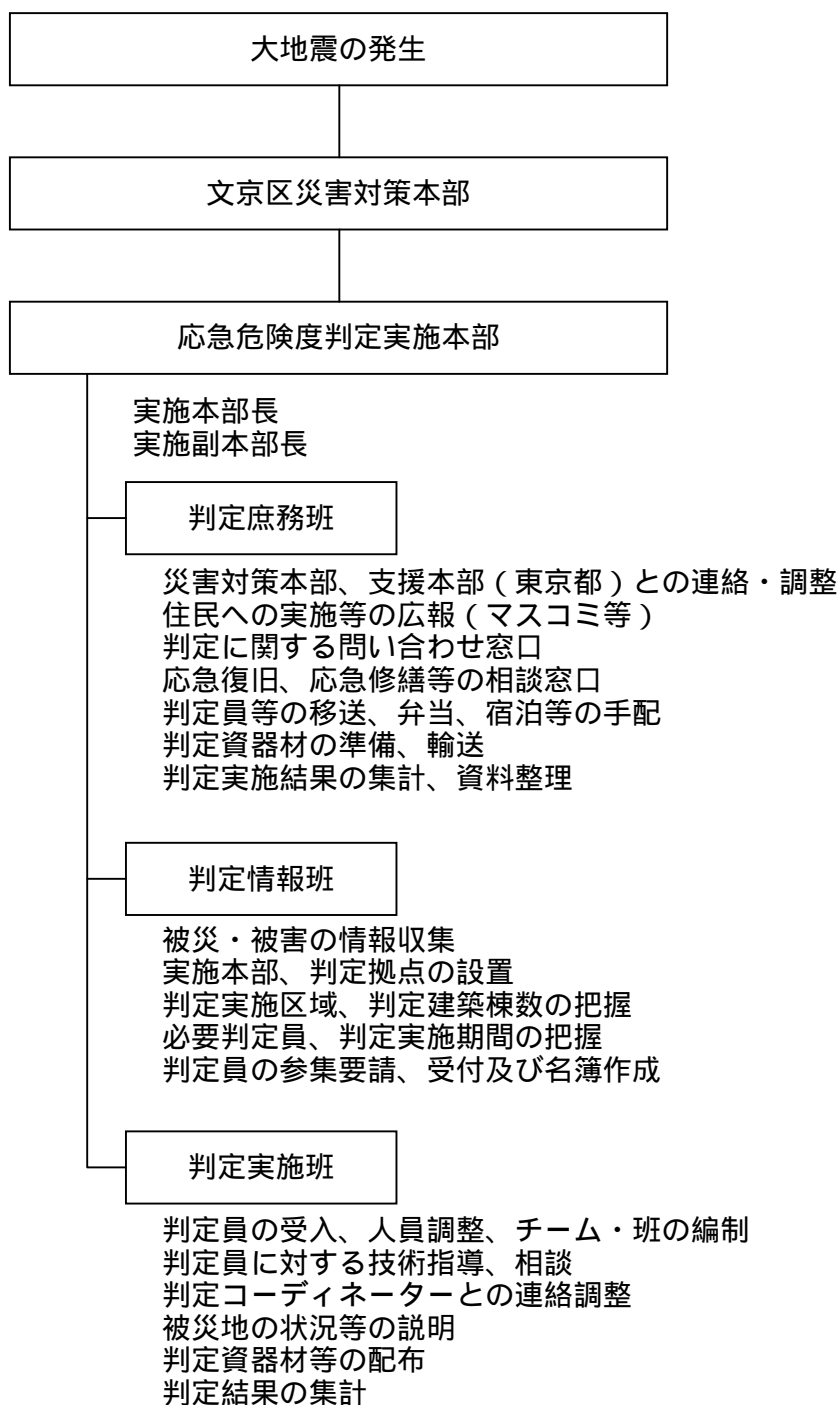 大地震の発生
文京区災害対策本部
応急危険度判定実施本部
実施本部長
実施副本部長
判定庶務班
災害対策本部、支援本部（東京都）との連絡・調整
住民への実施等の広報（マスコミ等）
判定に関する問い合わせ窓口
応急復旧、応急修繕等の相談窓口
判定員等の移送、弁当、宿泊等の手配
判定資器材の準備、輸送
判定実施結果の集計、資料整理
判定情報班
被災・被害の情報収集
実施本部、判定拠点の設置
判定実施区域、判定建築棟数の把握
必要判定員、判定実施期間の把握
判定員の参集要請、受付及び名簿作成
判定実施班
判定員の受入、人員調整、チーム・班の編制
判定員に対する技術指導、相談
判定コーディネーターとの連絡調整
被災地の状況等の説明
判定資器材等の配布
判定結果の集計